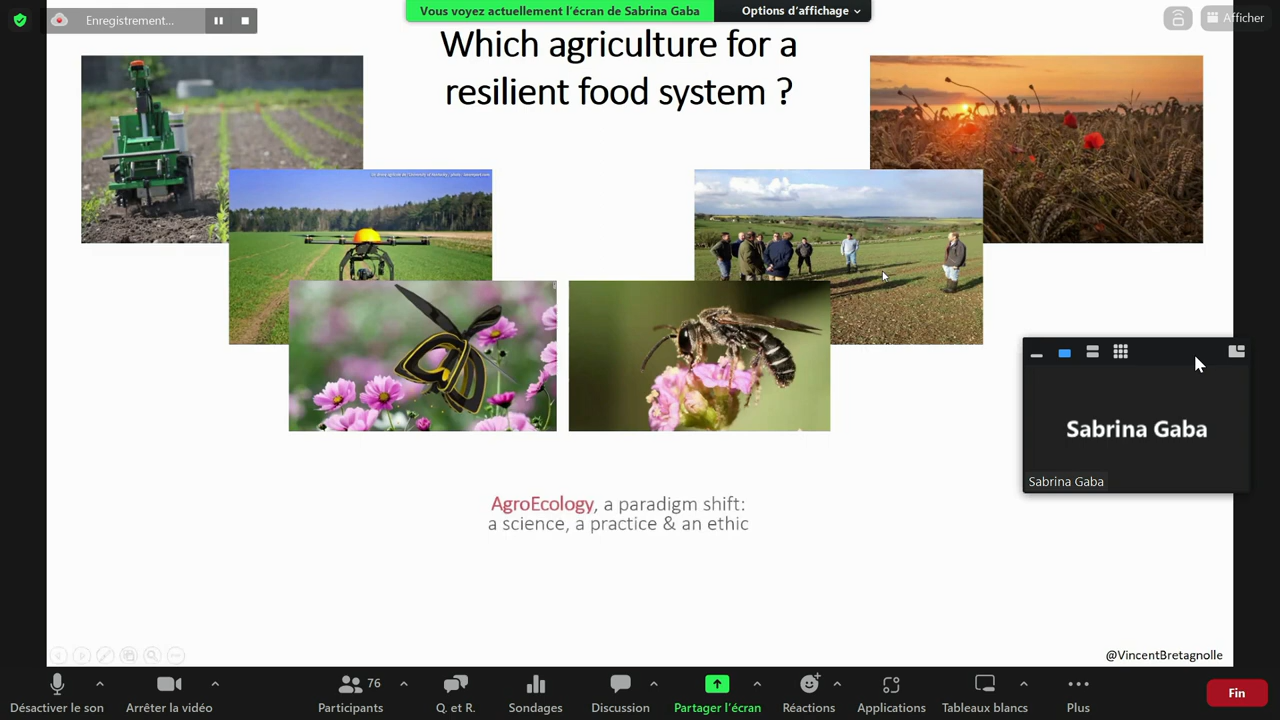 Enregistrement...
Vous voyez actuellement l'écran de Sabrina Gaba
Options d'affichage
Afficher
Which agriculture for a
resilient food system ?
Sabrina Gaba
Sabrina Gaba
AgroEcology, a paradigm shift:
a science, a practice & an ethic
@VincentBretagnolle
Désactiver le son
Arrêter la vidéo
76
Participants
Q. et R.
Sondages
Discussion
Partager l'écran
Réactions
Applications
Tableaux blancs
Plus
Fin